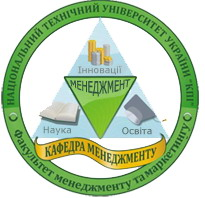 НАЦІОНАЛЬНИЙ ТЕХНІЧНИЙ УНІВЕРСИТЕТ УКРАЇНИ "КПІ"
Інновації
МЕНЕДЖМЕНТ
Наука
Освіта
КАФЕДРА МЕНЕДЖМЕНТУ
Факультет менеджменту та маркетингу